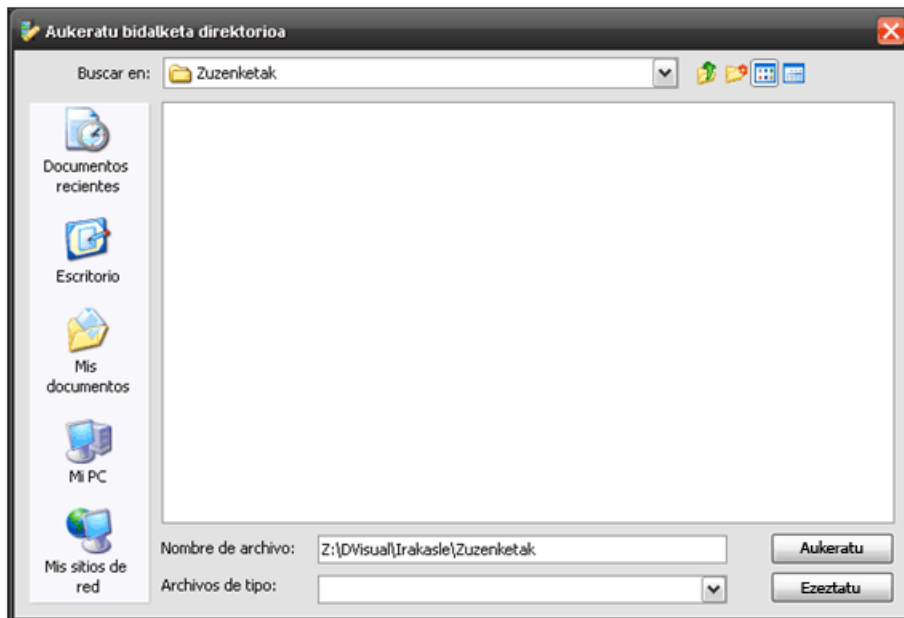 Aukeratu bidalketa direktorioa
Buscar en: Zuzenketak
Documentos
recientes
Escritorio
Mis
documentos
Mi PC
Mis sitios de
red
Nombre de archivo: Z:\DVisual\Irakasle\Zuzenketak Aukeratu
Archivos de tipo: Ezeztatu